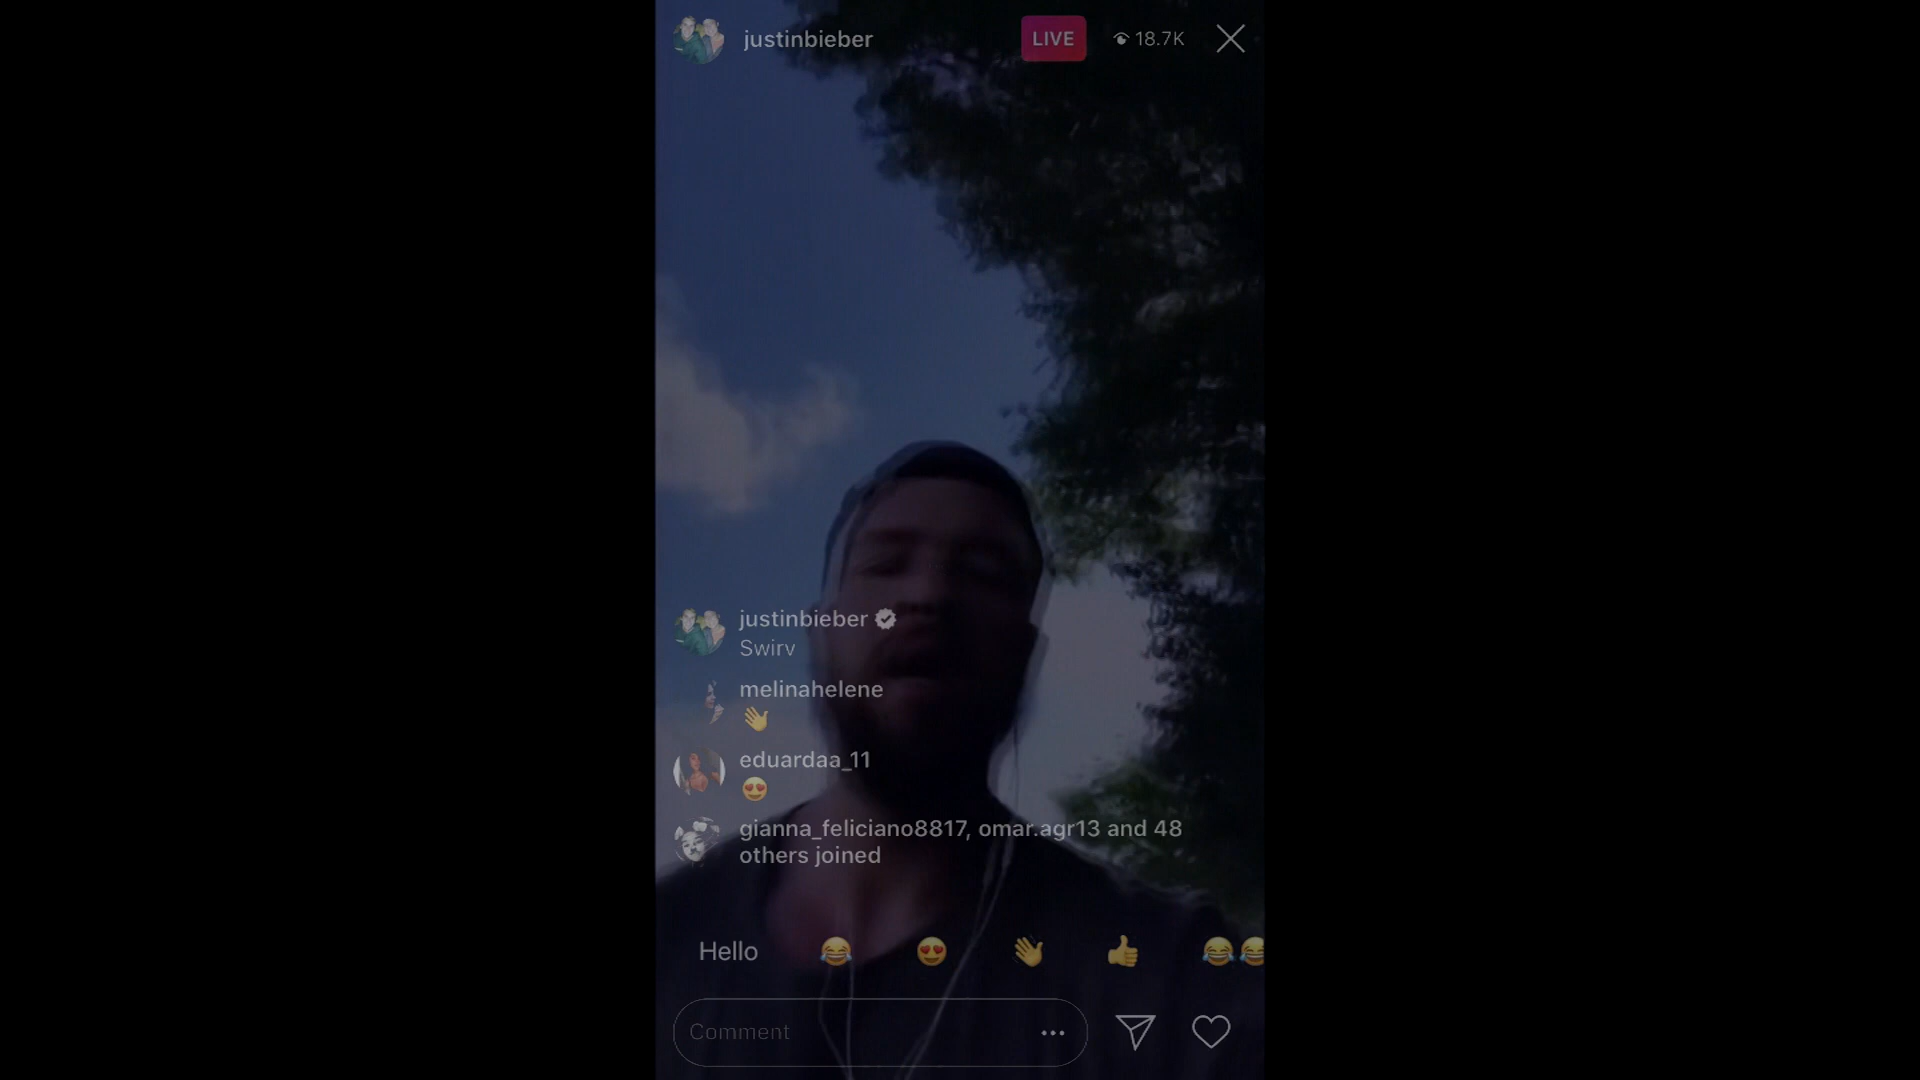 justinbieber
LIVE
18.7K
justinbieber
Swirv
melinahelene
👋
eduardaa_11
😍
gianna_feliciano8817, omar.agr13 and 48
others joined
Hello 😂 😍 👋 👍 😂😂
Comment